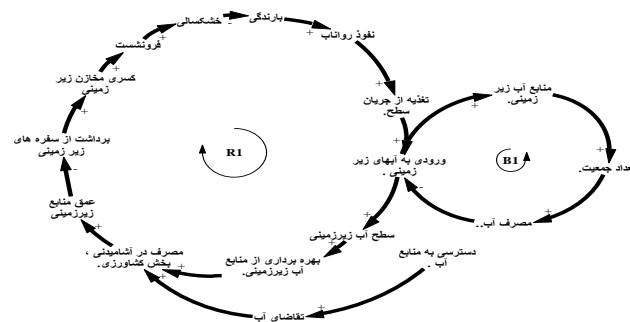 خشکسالی
بارندگی
نفوذ رواناب
فرونشست
کسری مخازن زیر
زمینی
تغذیه از جریان
سطح.
منابع آب زیر
زمینی.
R1
B1
برداشت از سفره های
زیر زمینی
ورودی به آبهای زیر
زمینی .
عداد جمعیت.
عمق منابع
زیرزمینی
مصرف آب..
سطح آب زیرزمینی
دسترسی به منابع
آب .
مصرف در آشامیدنی ،
بخش کشاورزی.
بهره برداری از منابع
آب زیرزمینی.
تقاضای آب